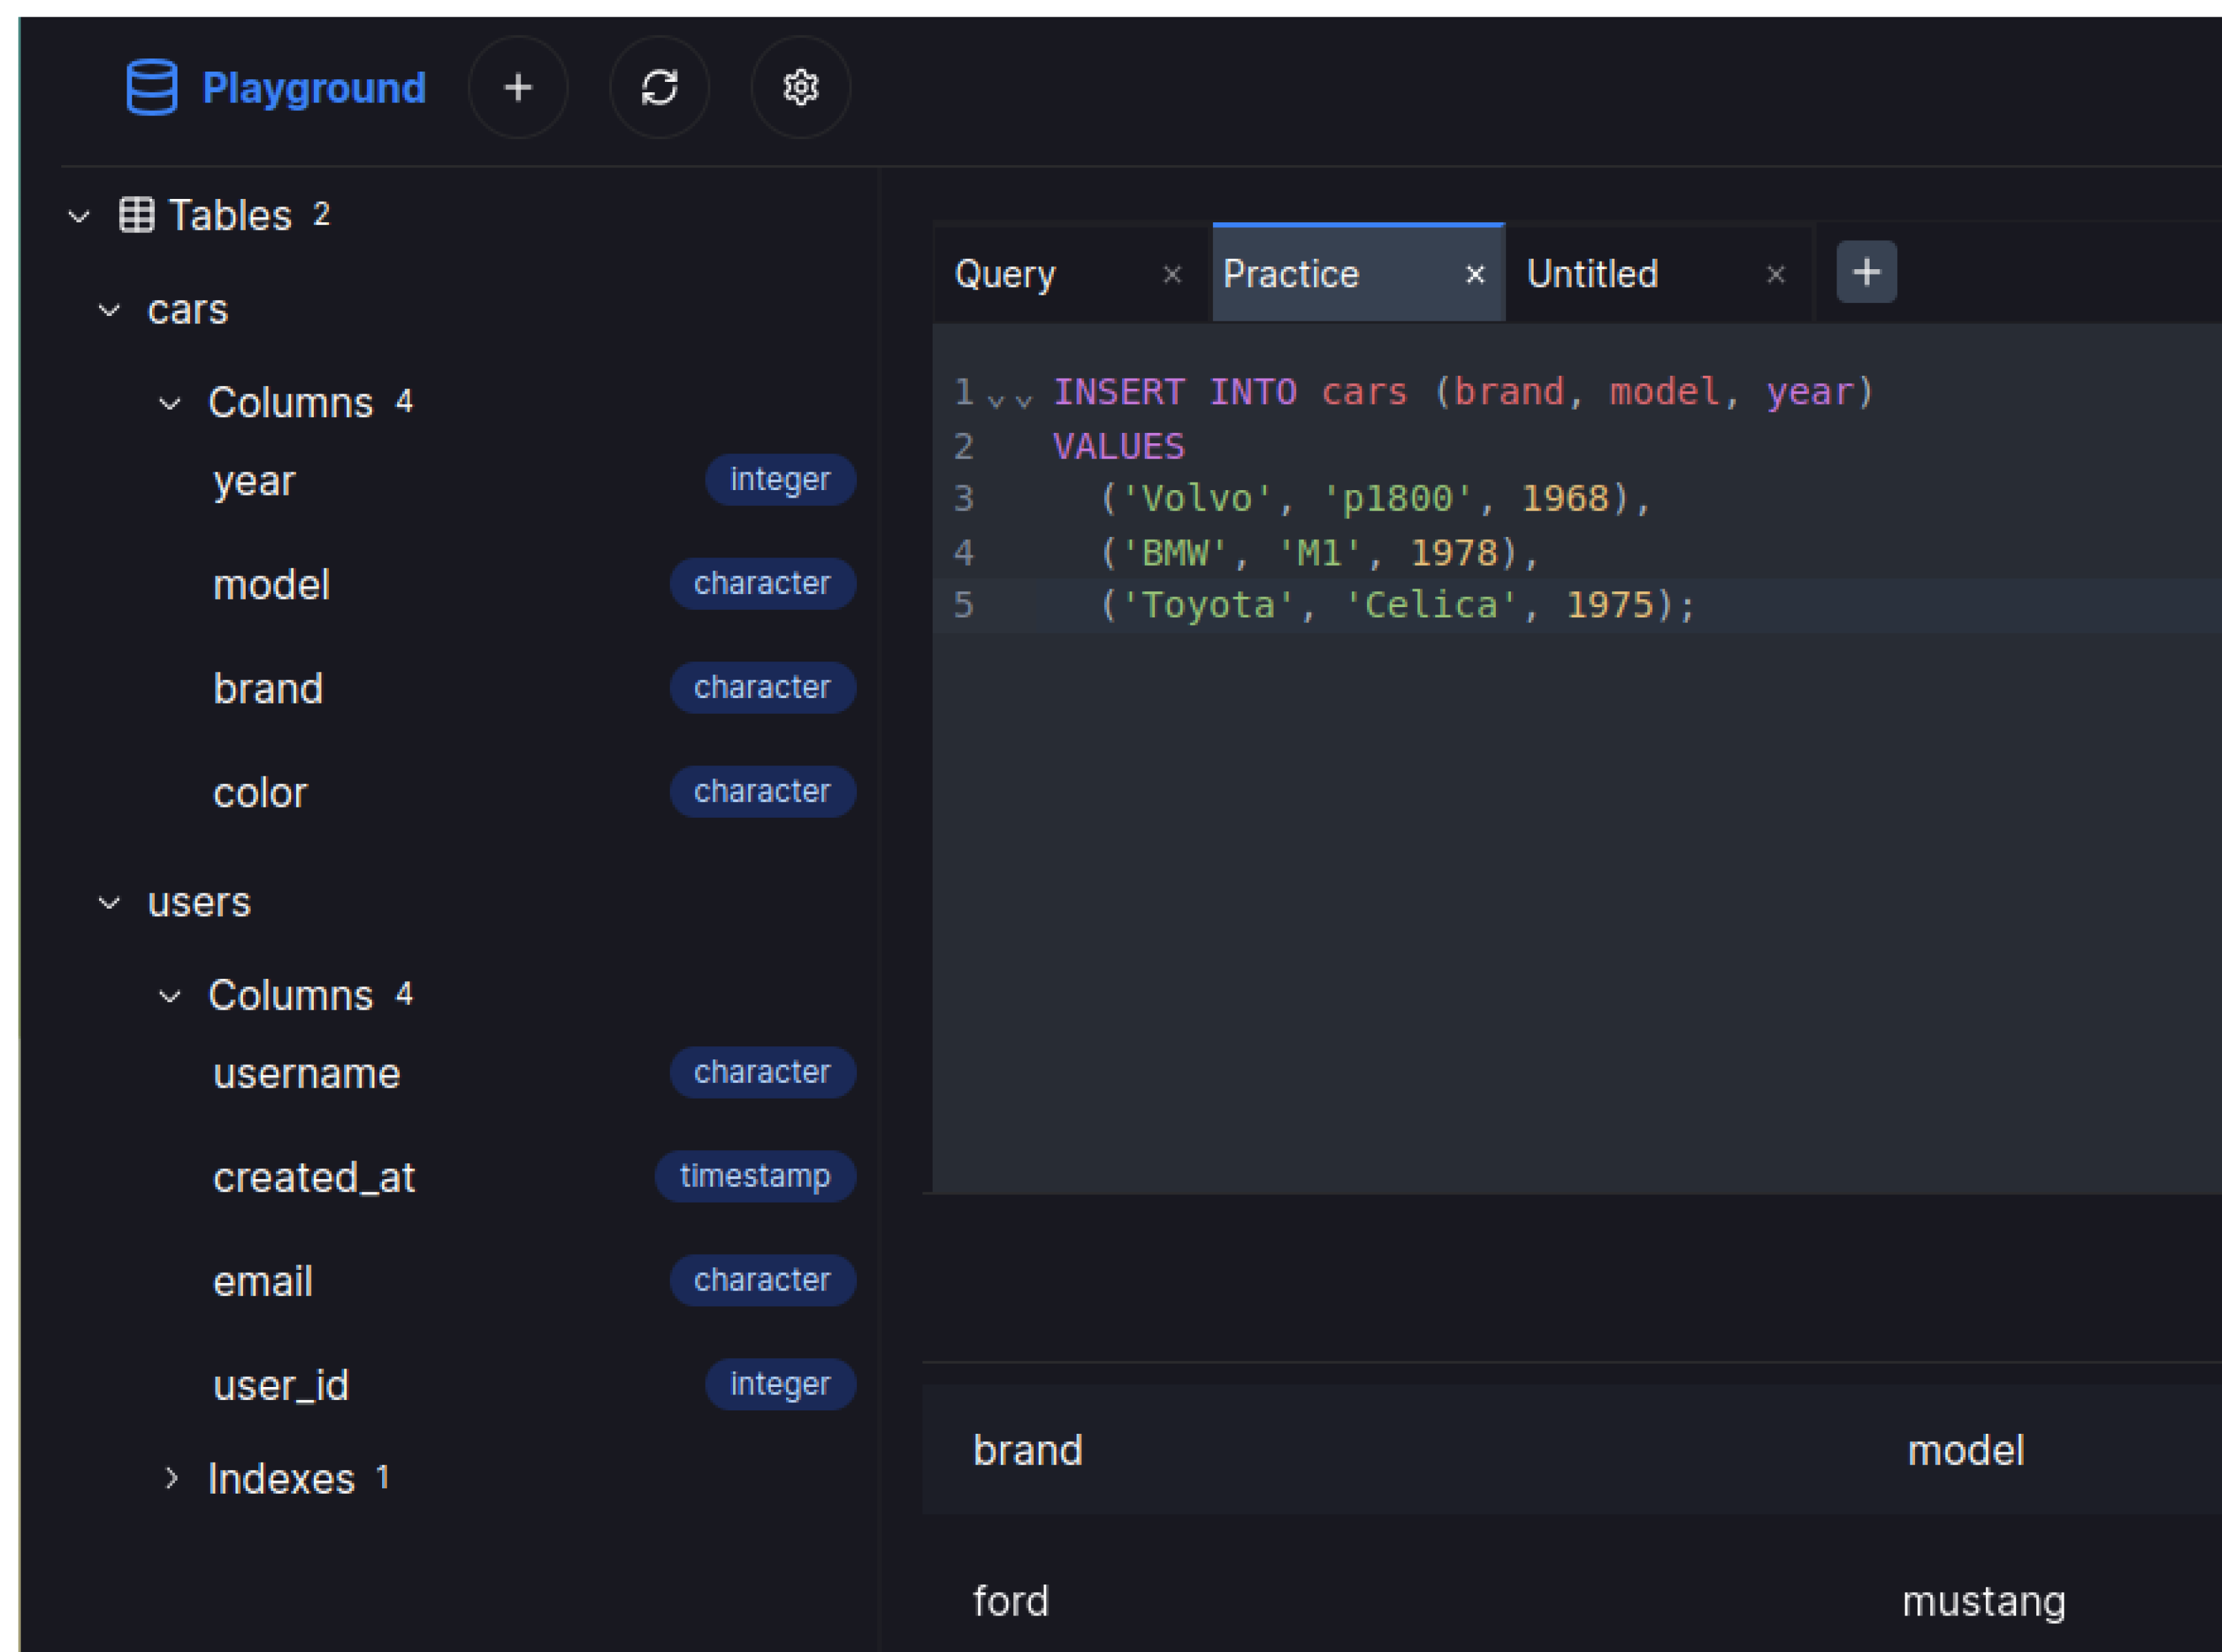 Playground
Tables 2
cars
Columns 4
year integer
model character
brand character
color character
users
Columns 4
username character
created_at timestamp
email character
user_id integer
Indexes 1
Query Practice Untitled
1 INSERT INTO cars (brand, model, year)
2 VALUES
3 ('Volvo', 'p1800', 1968),
4 ('BMW', 'M1', 1978),
5 ('Toyota', 'Celica', 1975);
brand model
ford mustang